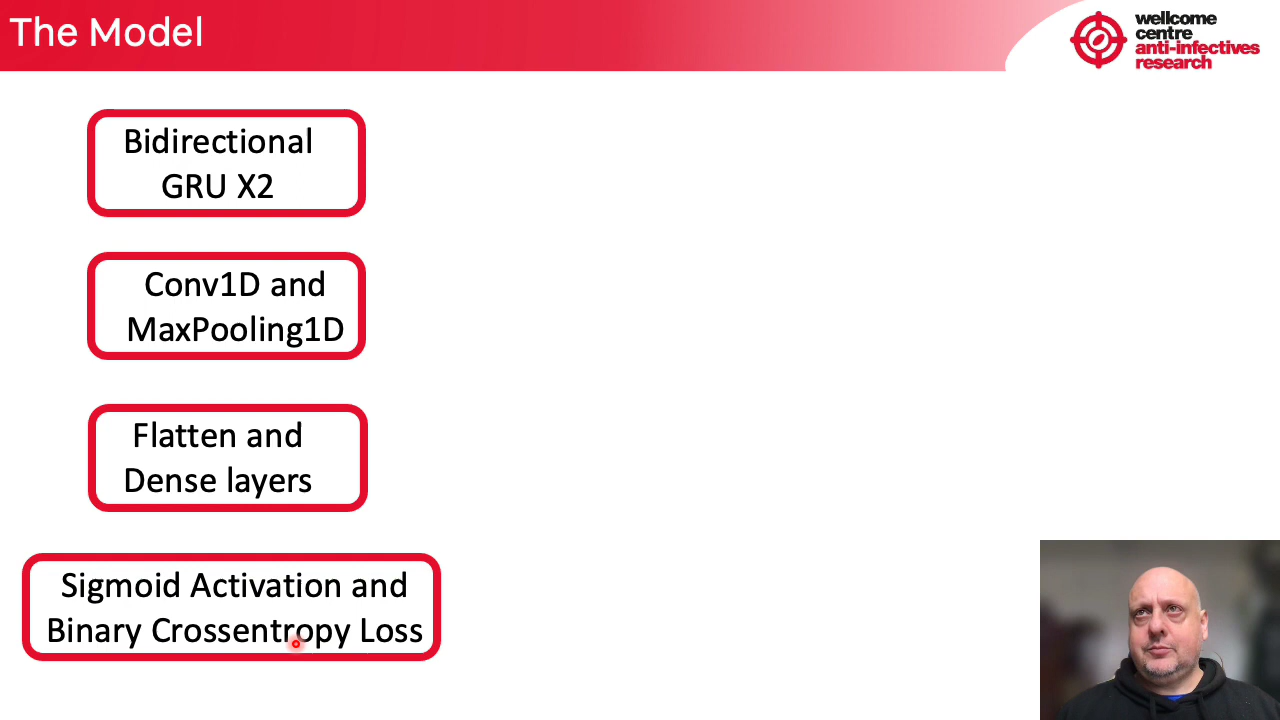 The Model
wellcome
centre
anti-infectives
research
Bidirectional
GRU X2
Conv1D and
MaxPooling1D
Flatten and
Dense layers
Sigmoid Activation and
Binary Crossentropy Loss